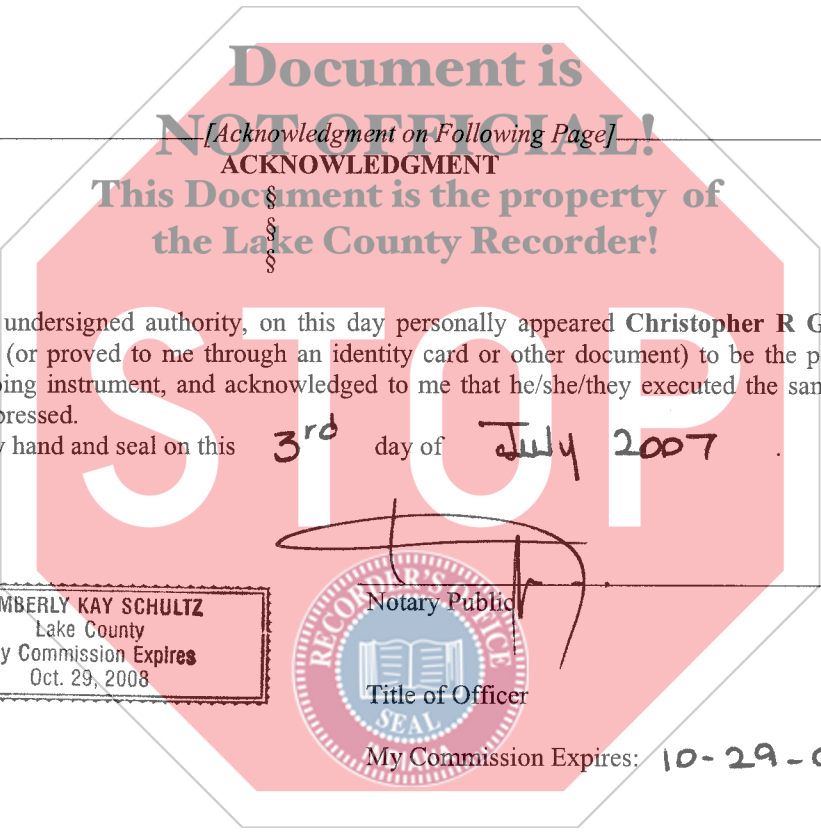 Document is
NOT OFFICIAL!
[Acknowledgment on Following Page]
ACKNOWLEDGMENT
This Document is the property of
§
§
the Lake County Recorder!
§
STOP
undersigned authority, on this day personally appeared Christopher R G
(or proved to me through an identity card or other document) to be the p
ing instrument, and acknowledged to me that he/she/they executed the sam
ressed.
hand and seal on this 3rd day of July 2007 .
MBERLY KAY SCHULTZ
Lake County
y Commission Expires
Oct. 29, 2008
Notary Public
RECORDER'S OFFICE
SEAL
INDIANA
Title of Officer
My Commission Expires: 10-29-0